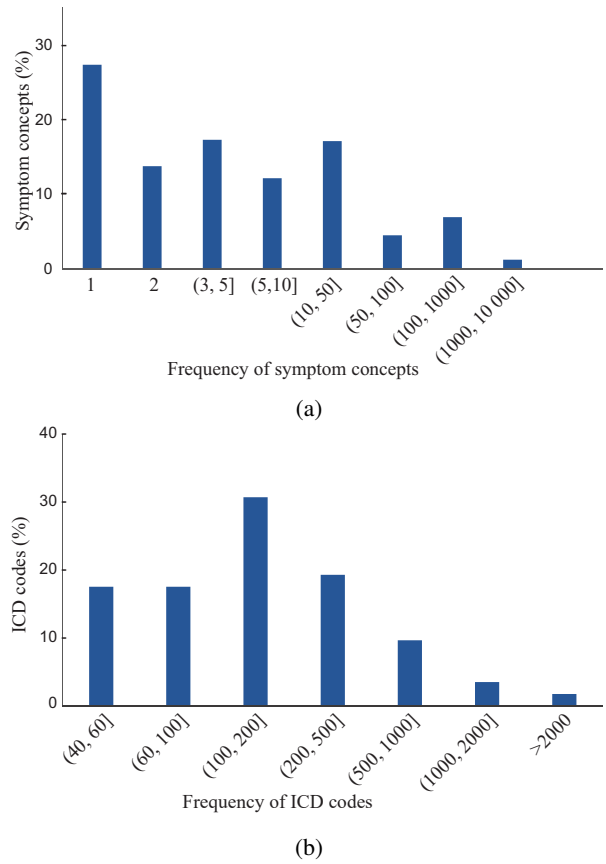 Symptom concepts (%)
30
20
10
0
1 2 (3, 5] (5,10] (10, 50] (50, 100] (100, 1000] (1000, 10 000]
Frequency of symptom concepts
(a)
ICD codes (%)
40
30
20
10
0
(40, 60] (60, 100] (100, 200] (200, 500] (500, 1000] (1000, 2000] >2000
Frequency of ICD codes
(b)